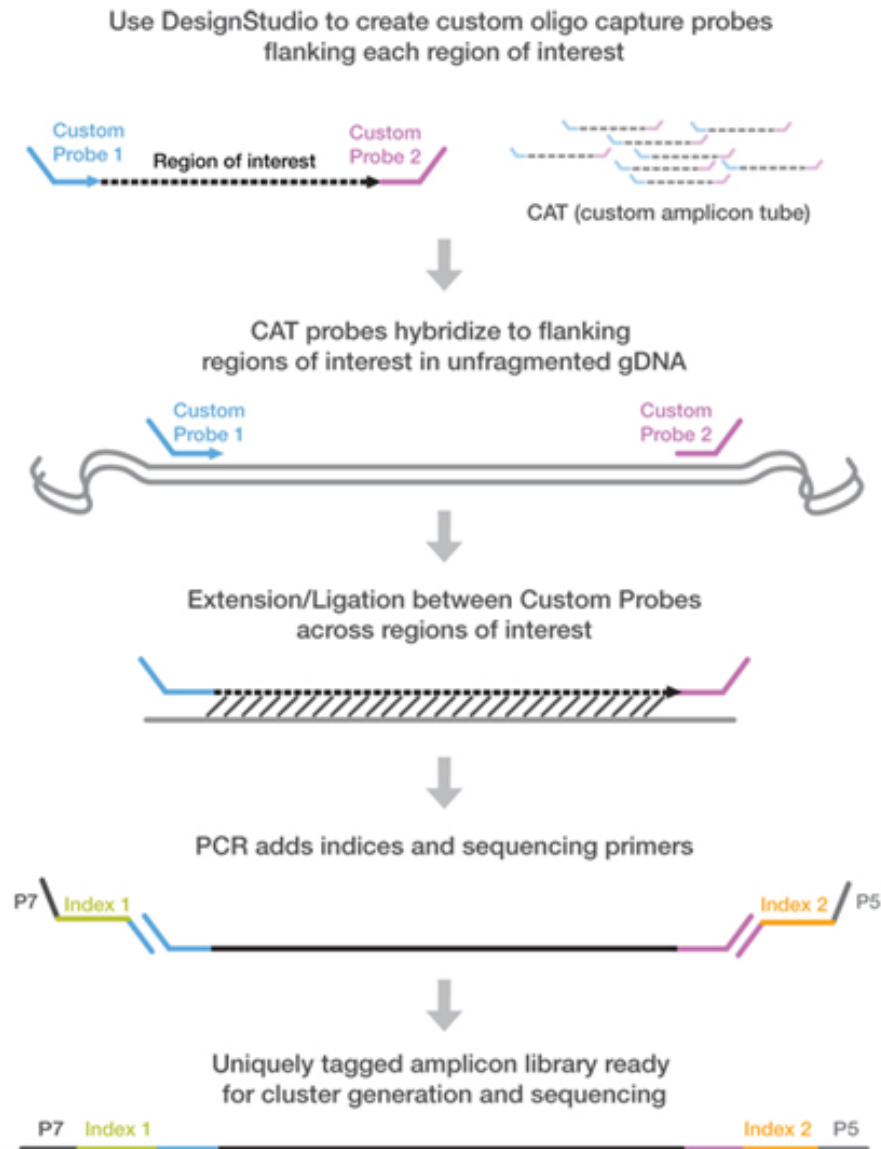 Use DesignStudio to create custom oligo capture probes
flanking each region of interest
Custom
Probe 1
Region of interest
Custom
Probe 2
CAT (custom amplicon tube)
CAT probes hybridize to flanking
regions of interest in unfragmented gDNA
Custom
Probe 1
Custom
Probe 2
Extension/Ligation between Custom Probes
across regions of interest
PCR adds indices and sequencing primers
P7
Index 1
Index 2
P5
Uniquely tagged amplicon library ready
for cluster generation and sequencing
P7
Index 1
Index 2
P5